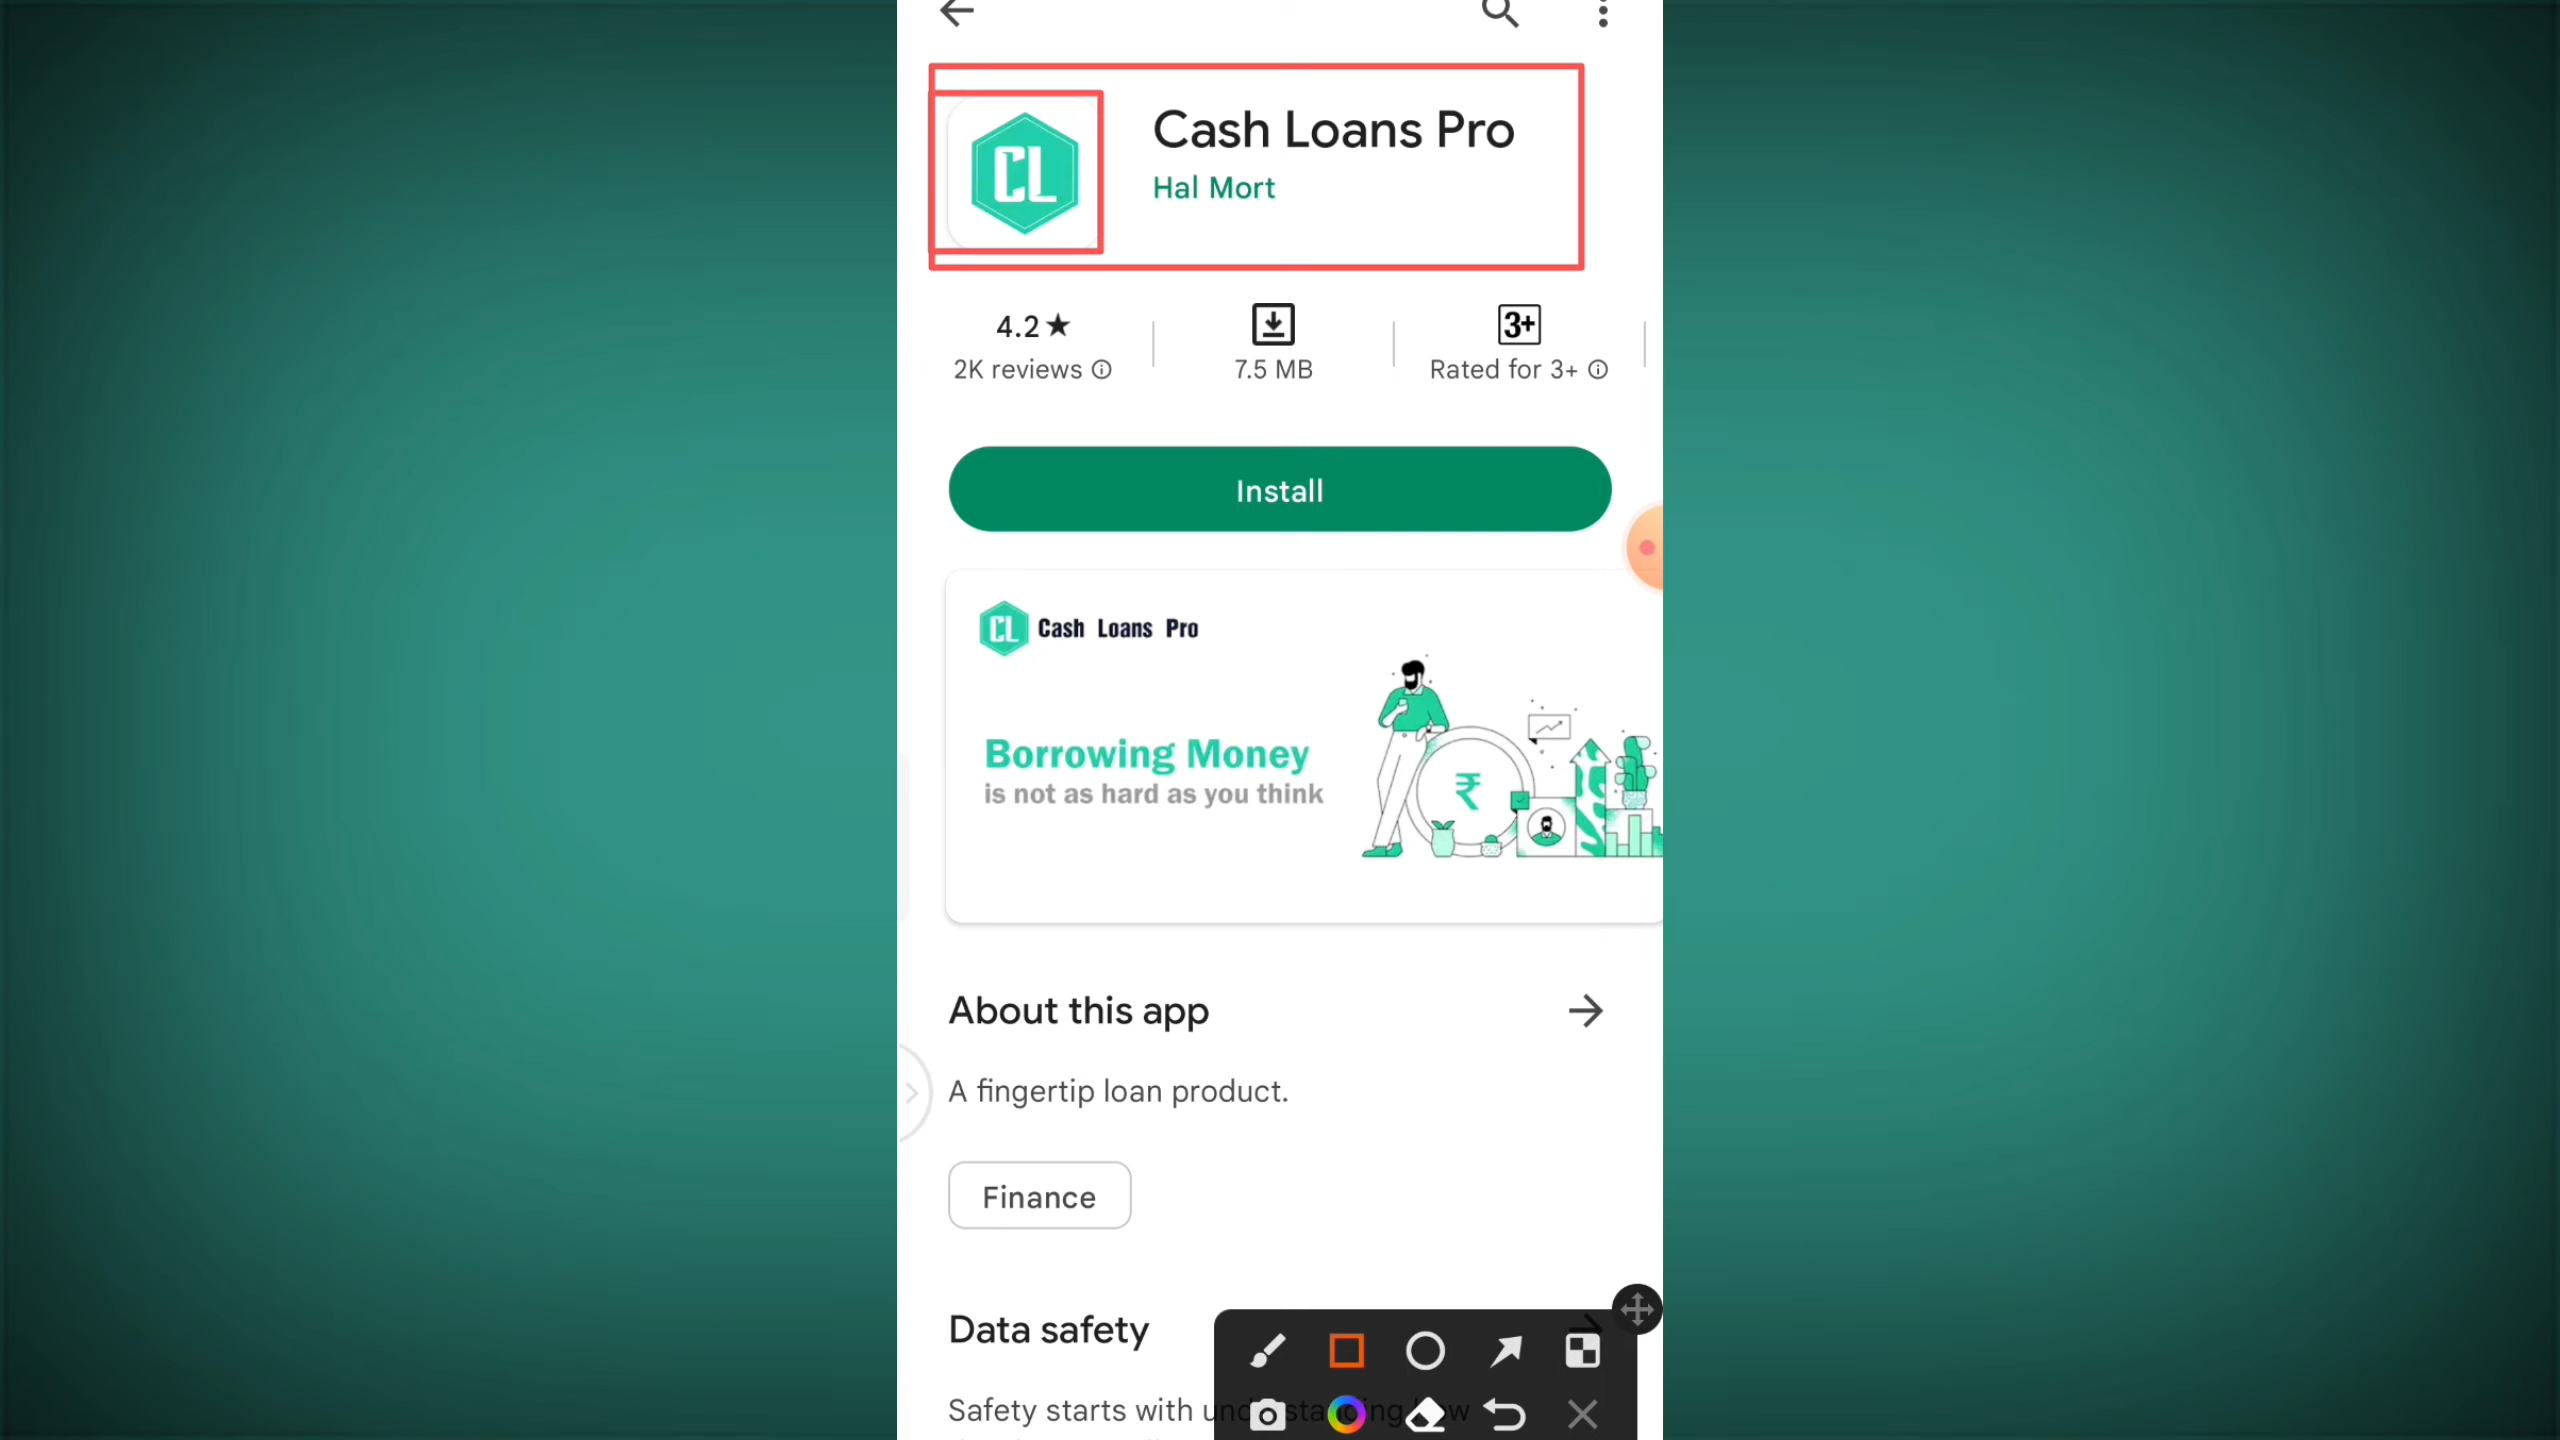 CL
Cash Loans Pro
Hal Mort
4.2★
2K reviews
7.5 MB
3+
Rated for 3+
Install
CL Cash Loans Pro
Borrowing Money
is not as hard as you think
₹
About this app
A fingertip loan product.
Finance
Data safety
Safety starts with understanding how